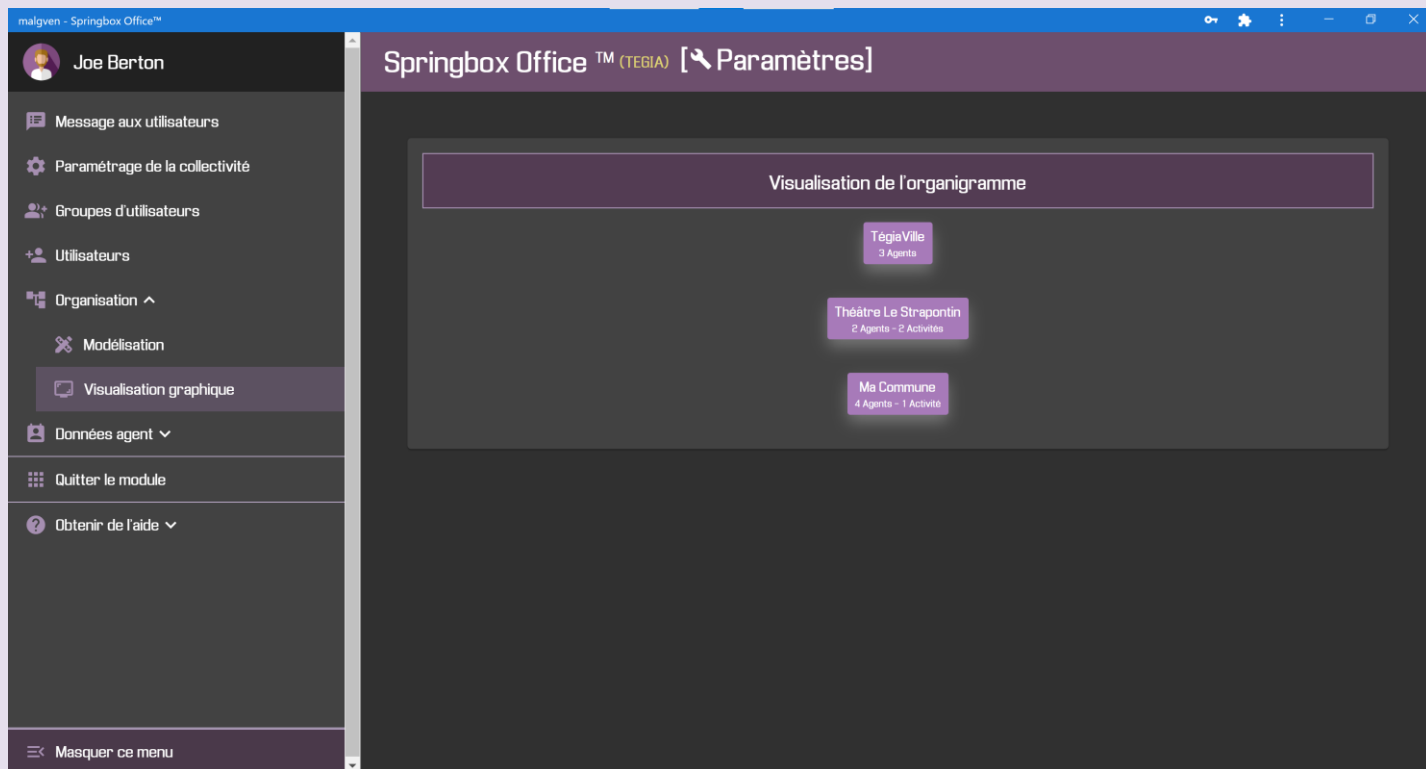 malgven - Springbox Office™
Joe Berton
Springbox Office ™ (TEGIA) [Paramètres]
Message aux utilisateurs
Paramétrage de la collectivité
Groupes d'utilisateurs
Utilisateurs
Organisation
Modélisation
Visualisation graphique
Données agent
Quitter le module
Obtenir de l'aide
Masquer ce menu
Visualisation de l'organigramme
TégiaVille
3 Agents
Théâtre Le Strapontin
2 Agents - 2 Activités
Ma Commune
4 Agents - 1 Activité